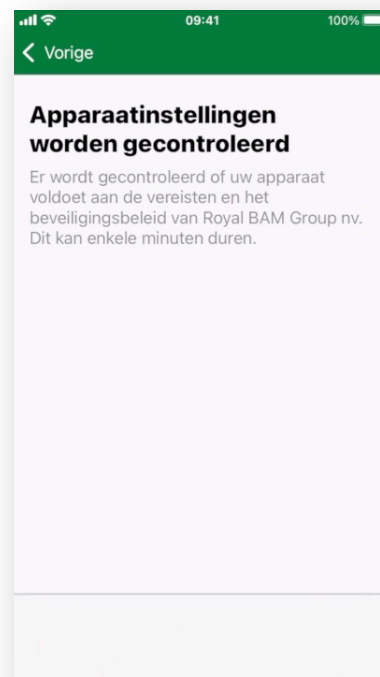 09:41
100%
Vorige
Apparaatinstellingen
worden gecontroleerd
Er wordt gecontroleerd of uw apparaat
voldoet aan de vereisten en het
beveiligingsbeleid van Royal BAM Group nv.
Dit kan enkele minuten duren.